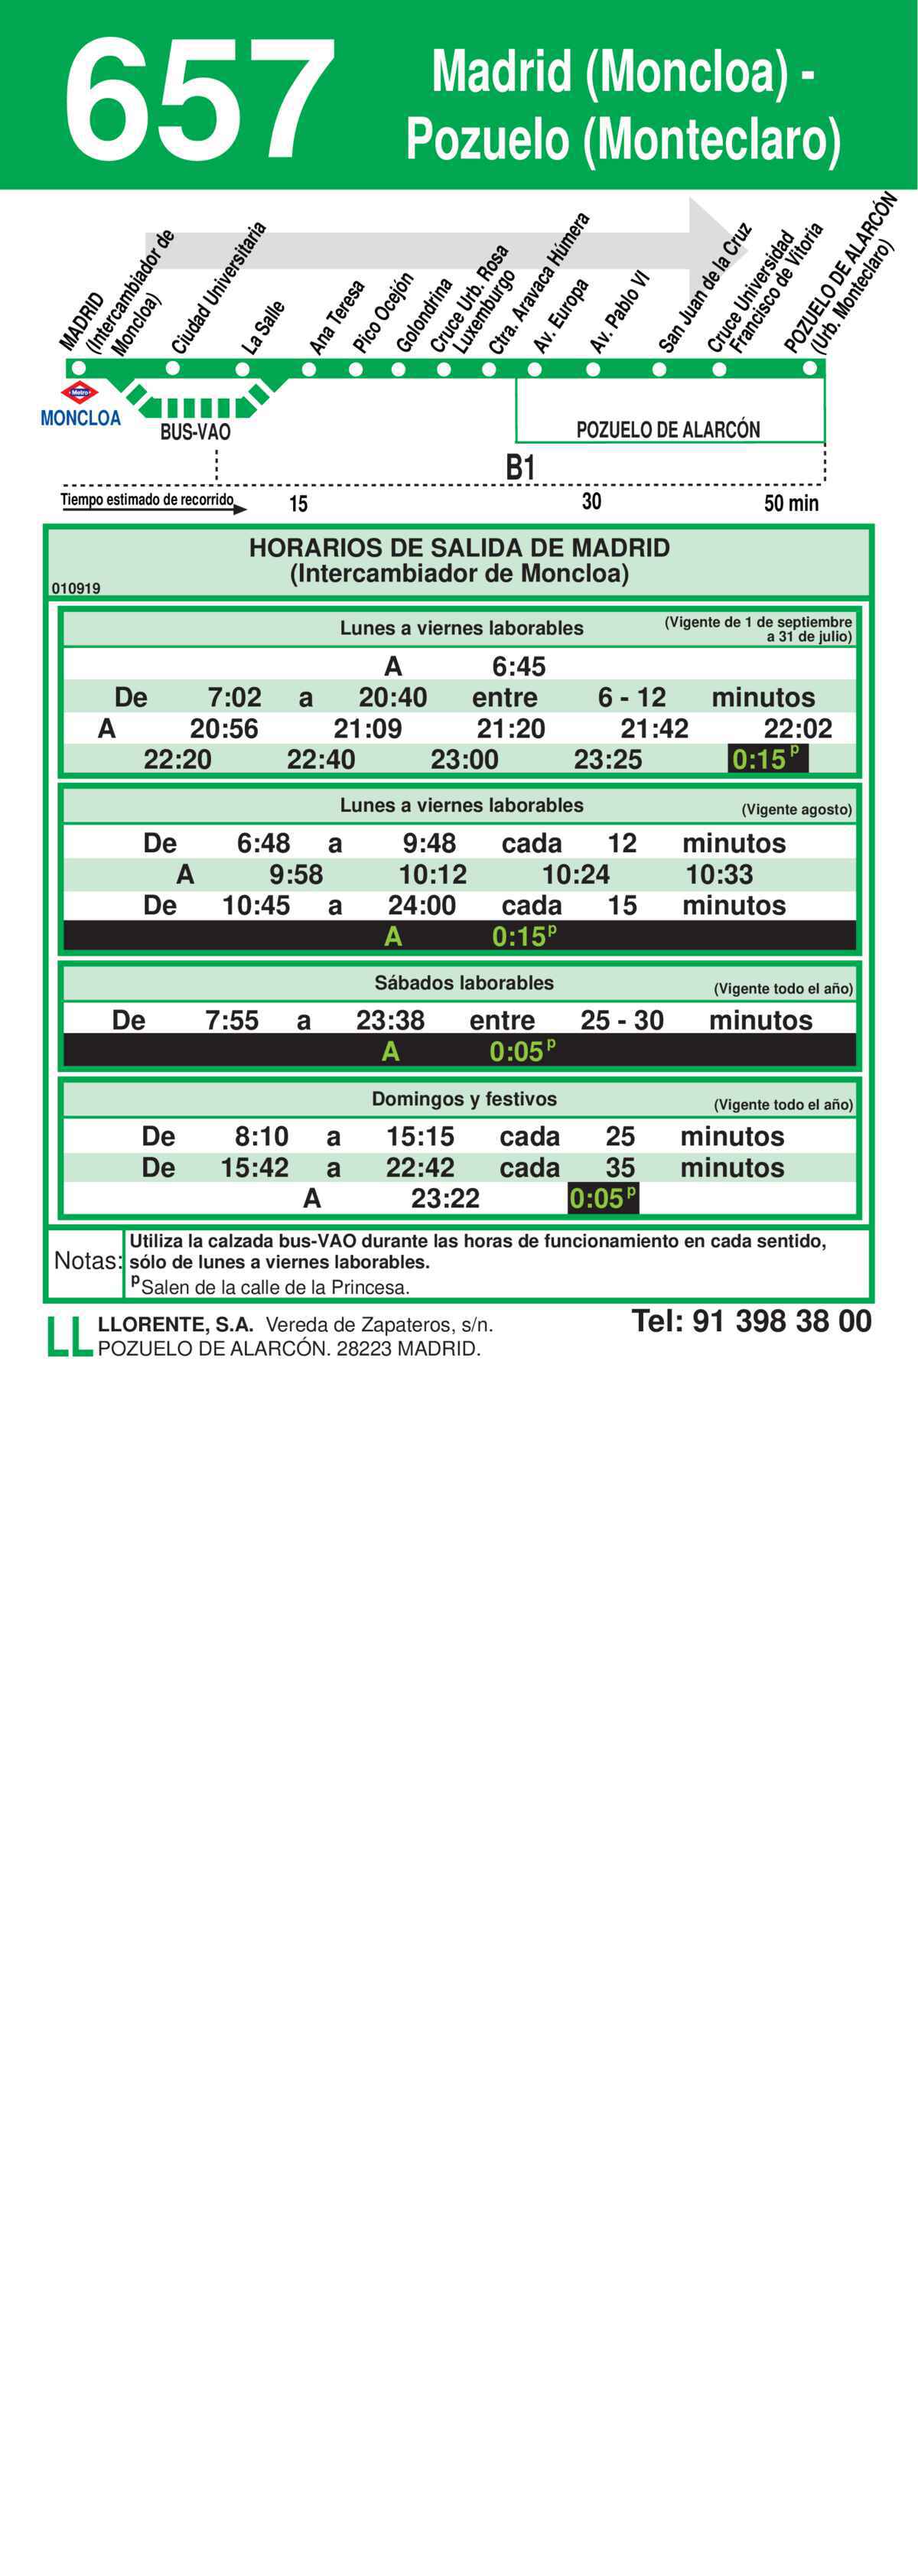 657
Madrid (Moncloa) -
Pozuelo (Monteclaro)
MADRID
(Intercambiador de
Moncloa)
Ciudad Universitaria
La Salle
Ana Teresa
Pico Ocejón
Golondrina
Cruce Urb. Rosa
Luxemburgo
Ctra. Aravaca Húmera
Av. Europa
Av. Pablo VI
San Juan de la Cruz
Cruce Universidad
Francisco de Vitoria
POZUELO DE ALARCÓN
(Urb. Monteclaro)
Metro
MONCLOA
BUS-VAO
POZUELO DE ALARCÓN
B1
Tiempo estimado de recorrido 15 30 50 min
HORARIOS DE SALIDA DE MADRID
(Intercambiador de Moncloa)
010919
Lunes a viernes laborables (Vigente de 1 de septiembre
a 31 de julio)
A 6:45
De 7:02 a 20:40 entre 6 - 12 minutos
A 20:56 21:09 21:20 21:42 22:02
22:20 22:40 23:00 23:25 0:15 p
Lunes a viernes laborables (Vigente agosto)
De 6:48 a 9:48 cada 12 minutos
A 9:58 10:12 10:24 10:33
De 10:45 a 24:00 cada 15 minutos
A 0:15 p
Sábados laborables (Vigente todo el año)
De 7:55 a 23:38 entre 25 - 30 minutos
A 0:05 p
Domingos y festivos (Vigente todo el año)
De 8:10 a 15:15 cada 25 minutos
De 15:42 a 22:42 cada 35 minutos
A 23:22 0:05 p
Notas: Utiliza la calzada bus-VAO durante las horas de funcionamiento en cada sentido,
sólo de lunes a viernes laborables.
p Salen de la calle de la Princesa.
LL LLORENTE, S.A. Vereda de Zapateros, s/n. Tel: 91 398 38 00
POZUELO DE ALARCÓN. 28223 MADRID.